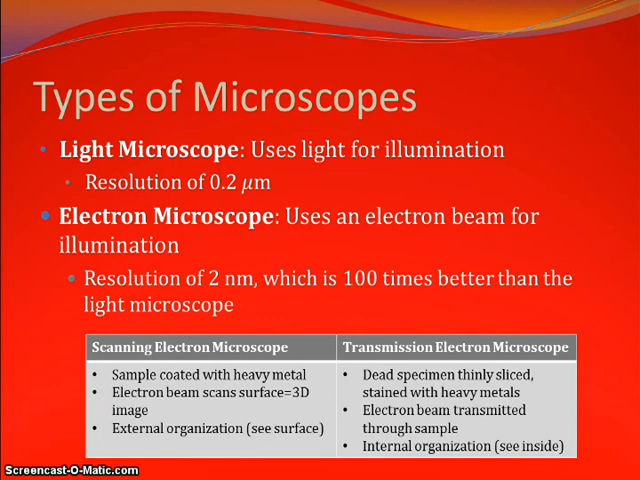 Types of Microscopes
• Light Microscope: Uses light for illumination
• Resolution of 0.2 μm
• Electron Microscope: Uses an electron beam for
illumination
• Resolution of 2 nm, which is 100 times better than the
light microscope
Scanning Electron Microscope
• Sample coated with heavy metal
• Electron beam scans surface=3D
image
• External organization (see surface)
Transmission Electron Microscope
• Dead specimen thinly sliced,
stained with heavy metals
• Electron beam transmitted
through sample
• Internal organization (see inside)
Screencast-O-Matic.com